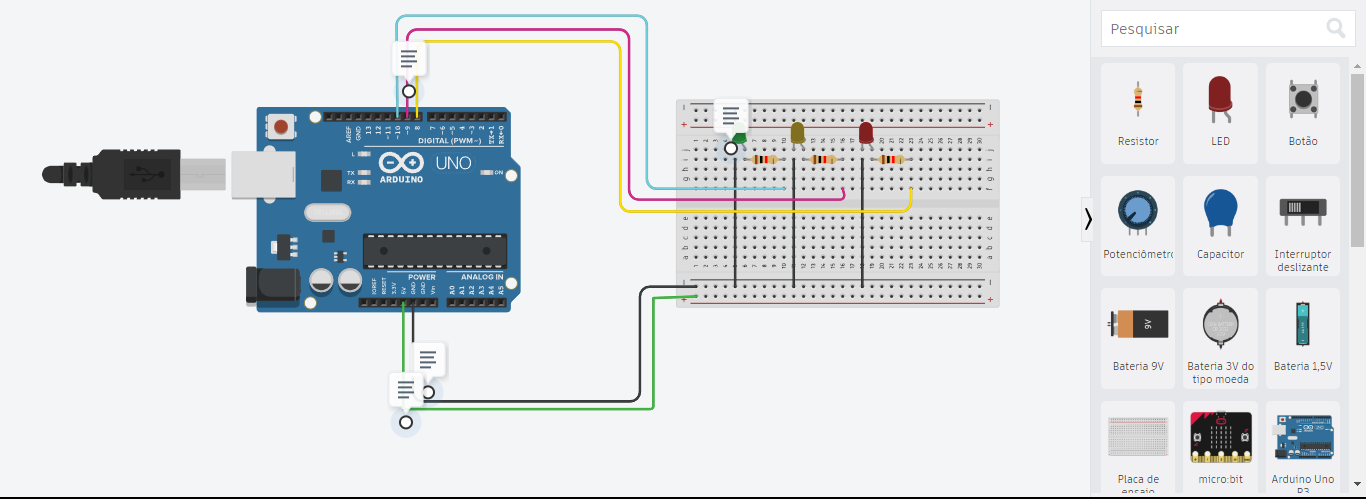 Pesquisar
Resistor
LED
Botão
Potenciômetro
Capacitor
Interruptor
deslizante
9V
Bateria 9V
Bateria 3V do
tipo moeda
Bateria 1,5V
Placa de
ensaio
micro:bit
Arduino Uno
R3
AREF
GND
13
12
~11
~10
~9
8
7
~6
~5
4
~3
2
TX→1
RX←0
DIGITAL (PWM~)
L
TX
RX
ARDUINO
UNO
ON
POWER
ANALOG IN
IOREF
RESET
3.3V
5V
GND
GND
Vin
A0
A1
A2
A3
A4
A5